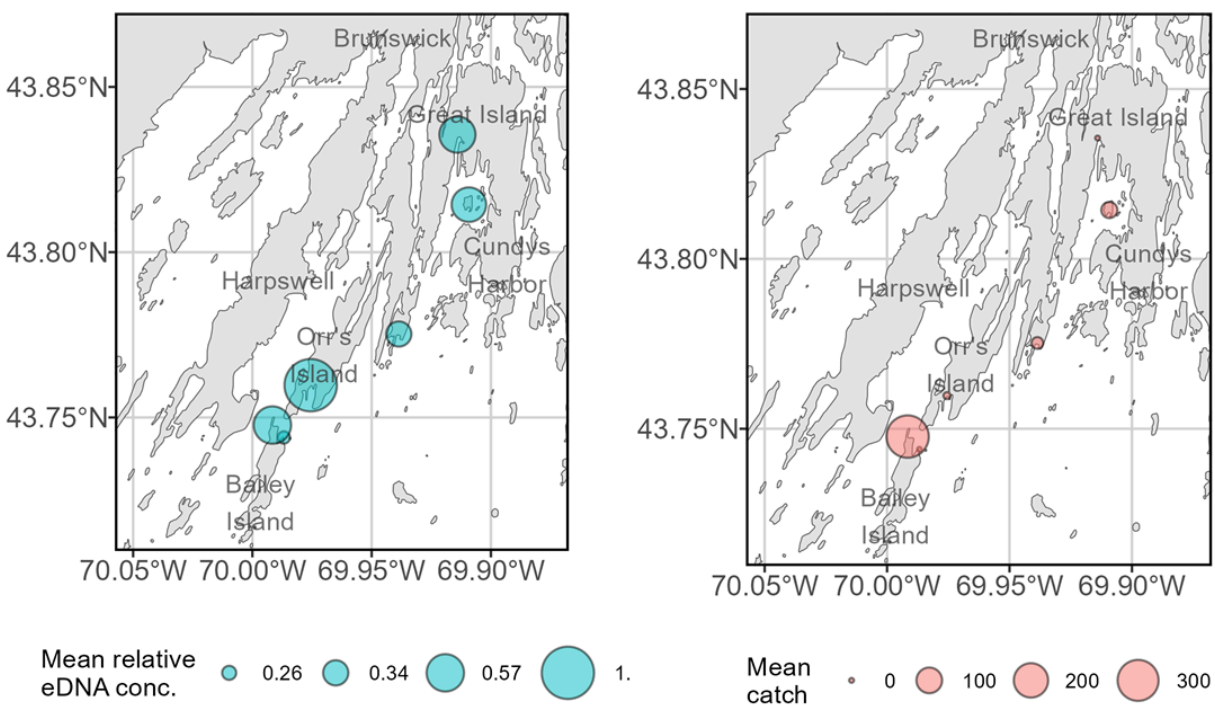 Brunswick
43.85°N
Great Island
43.80°N
Cundys
Harbor
Harpswell
Orr's
Island
43.75°N
Bailey
Island
70.05°W 70.00°W 69.95°W 69.90°W
Mean relative
eDNA conc.
0.26 0.34 0.57 1.
Brunswick
43.85°N
Great Island
43.80°N
Cundys
Harbor
Harpswell
Orr's
Island
43.75°N
Bailey
Island
70.05°W 70.00°W 69.95°W 69.90°W
Mean
catch
0 100 200 300